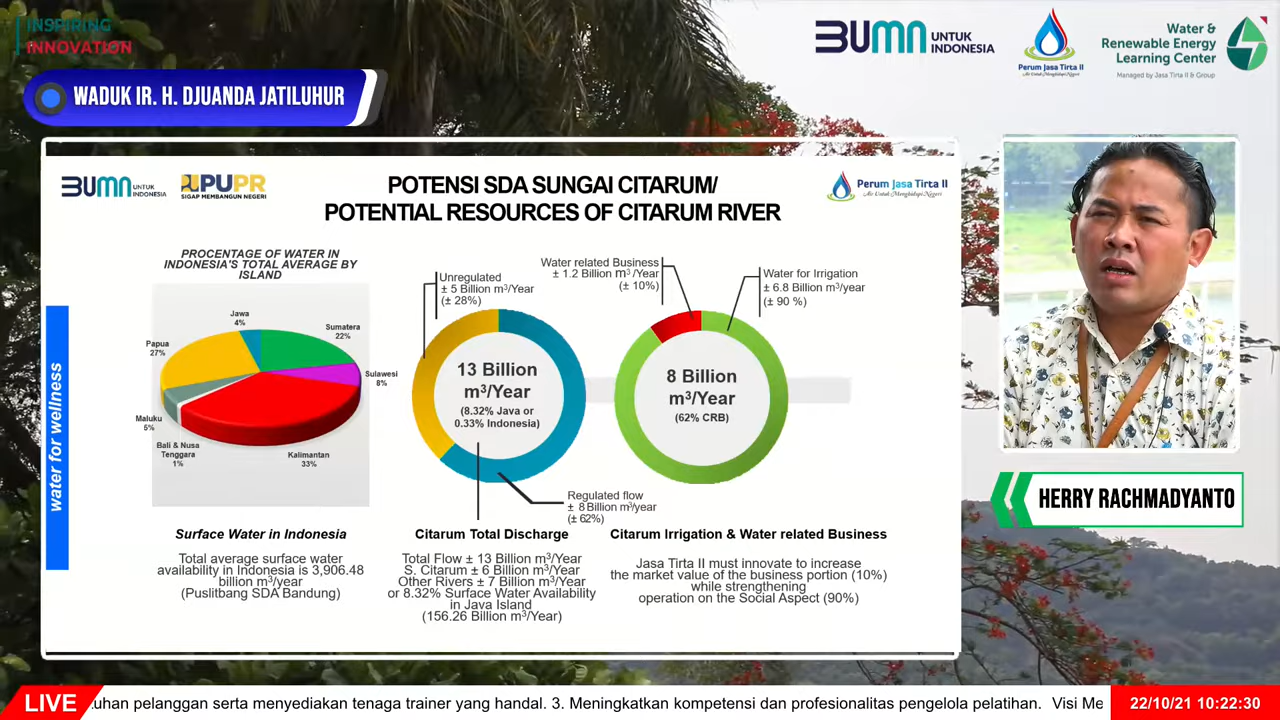 INSPIRING
INNOVATION
BUMN UNTUK
INDONESIA
Perum Jasa Tirta II
Air Untuk Menghidupi Negeri
Water &
Renewable Energy
Learning Center
Managed by Jasa Tirta II & Group
WADUK IR. H. DJUANDA JATILUHUR
BUMN UNTUK
INDONESIA
PUPR
SIGAP MEMBANGUN NEGERI
POTENSI SDA SUNGAI CITARUM/
POTENTIAL RESOURCES OF CITARUM RIVER
Perum Jasa Tirta II
Air Untuk Menghidupi Negeri
water for wellness
PROCENTAGE OF WATER IN
INDONESIA'S TOTAL AVERAGE BY
ISLAND
Jawa
4%
Sumatera
22%
Papua
27%
Sulawesi
8%
Maluku
5%
Bali & Nusa
Tenggara
1%
Kalimantan
33%
Unregulated
± 5 Billion m³/Year
(± 28%)
13 Billion
m³/Year
(8.32% Java or
0.33% Indonesia)
Regulated flow
± 8 Billion m³/year
(± 62%)
Water related Business
± 1.2 Billion m³/Year
(± 10%)
Water for Irrigation
± 6.8 Billion m³/year
(± 90 %)
8 Billion
m³/Year
(62% CRB)
Surface Water in Indonesia
Total average surface water
availability in Indonesia is 3,906.48
billion m³/year
(Puslitbang SDA Bandung)
Citarum Total Discharge
Total Flow ± 13 Billion m³/Year
S. Citarum ± 6 Billion m³/Year
Other Rivers ± 7 Billion m³/Year
or 8.32% Surface Water Availability
in Java Island
(156.26 Billion m³/Year)
Citarum Irrigation & Water related Business
Jasa Tirta II must innovate to increase
the market value of the business portion (10%)
while strengthening
operation on the Social Aspect (90%)
HERRY RACHMADYANTO
LIVE
uhan pelanggan serta menyediakan tenaga trainer yang handal. 3. Meningkatkan kompetensi dan profesionalitas pengelola pelatihan. Visi Me
22/10/21 10:22:30